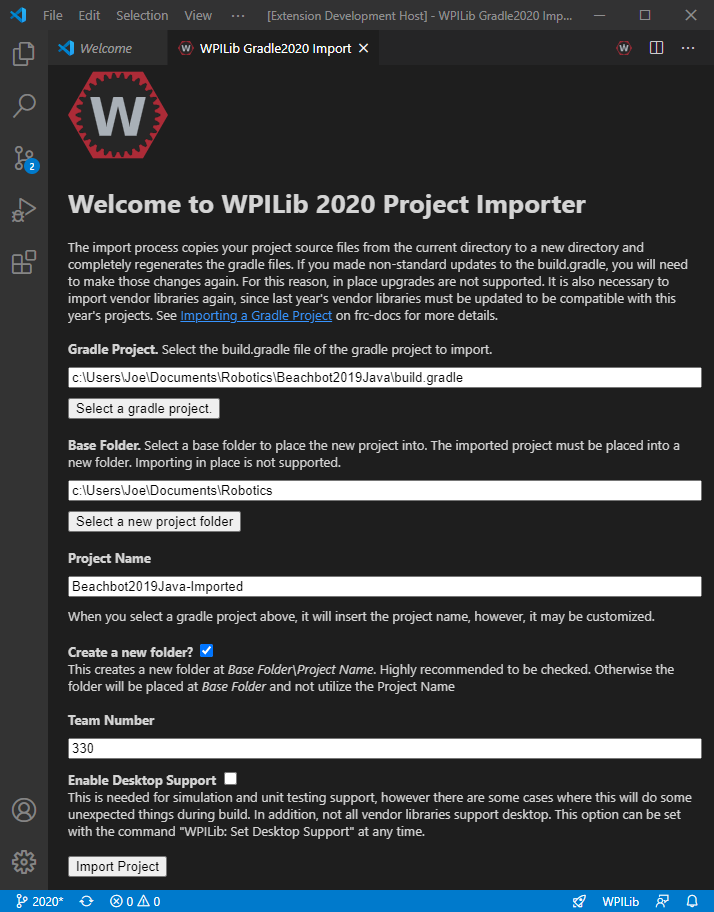 File Edit Selection View ··· [Extension Development Host] - WPILib Gradle2020 Imp...
Welcome
W WPILib Gradle2020 Import
W
W
2
Welcome to WPILib 2020 Project Importer
The import process copies your project source files from the current directory to a new directory and
completely regenerates the gradle files. If you made non-standard updates to the build.gradle, you will need
to make those changes again. For this reason, in place upgrades are not supported. It is also necessary to
import vendor libraries again, since last year's vendor libraries must be updated to be compatible with this
year's projects. See Importing a Gradle Project on frc-docs for more details.
Gradle Project. Select the build.gradle file of the gradle project to import.
c:\Users\Joe\Documents\Robotics\Beachbot2019Java\build.gradle
Select a gradle project.
Base Folder. Select a base folder to place the new project into. The imported project must be placed into a
new folder. Importing in place is not supported.
c:\Users\Joe\Documents\Robotics
Select a new project folder
Project Name
Beachbot2019Java-Imported
When you select a gradle project above, it will insert the project name, however, it may be customized.
Create a new folder?
This creates a new folder at Base Folder\Project Name. Highly recommended to be checked. Otherwise the
folder will be placed at Base Folder and not utilize the Project Name
Team Number
330
Enable Desktop Support
This is needed for simulation and unit testing support, however there are some cases where this will do some
unexpected things during build. In addition, not all vendor libraries support desktop. This option can be set
with the command "WPILib: Set Desktop Support" at any time.
Import Project
2020* 0 0 WPILib